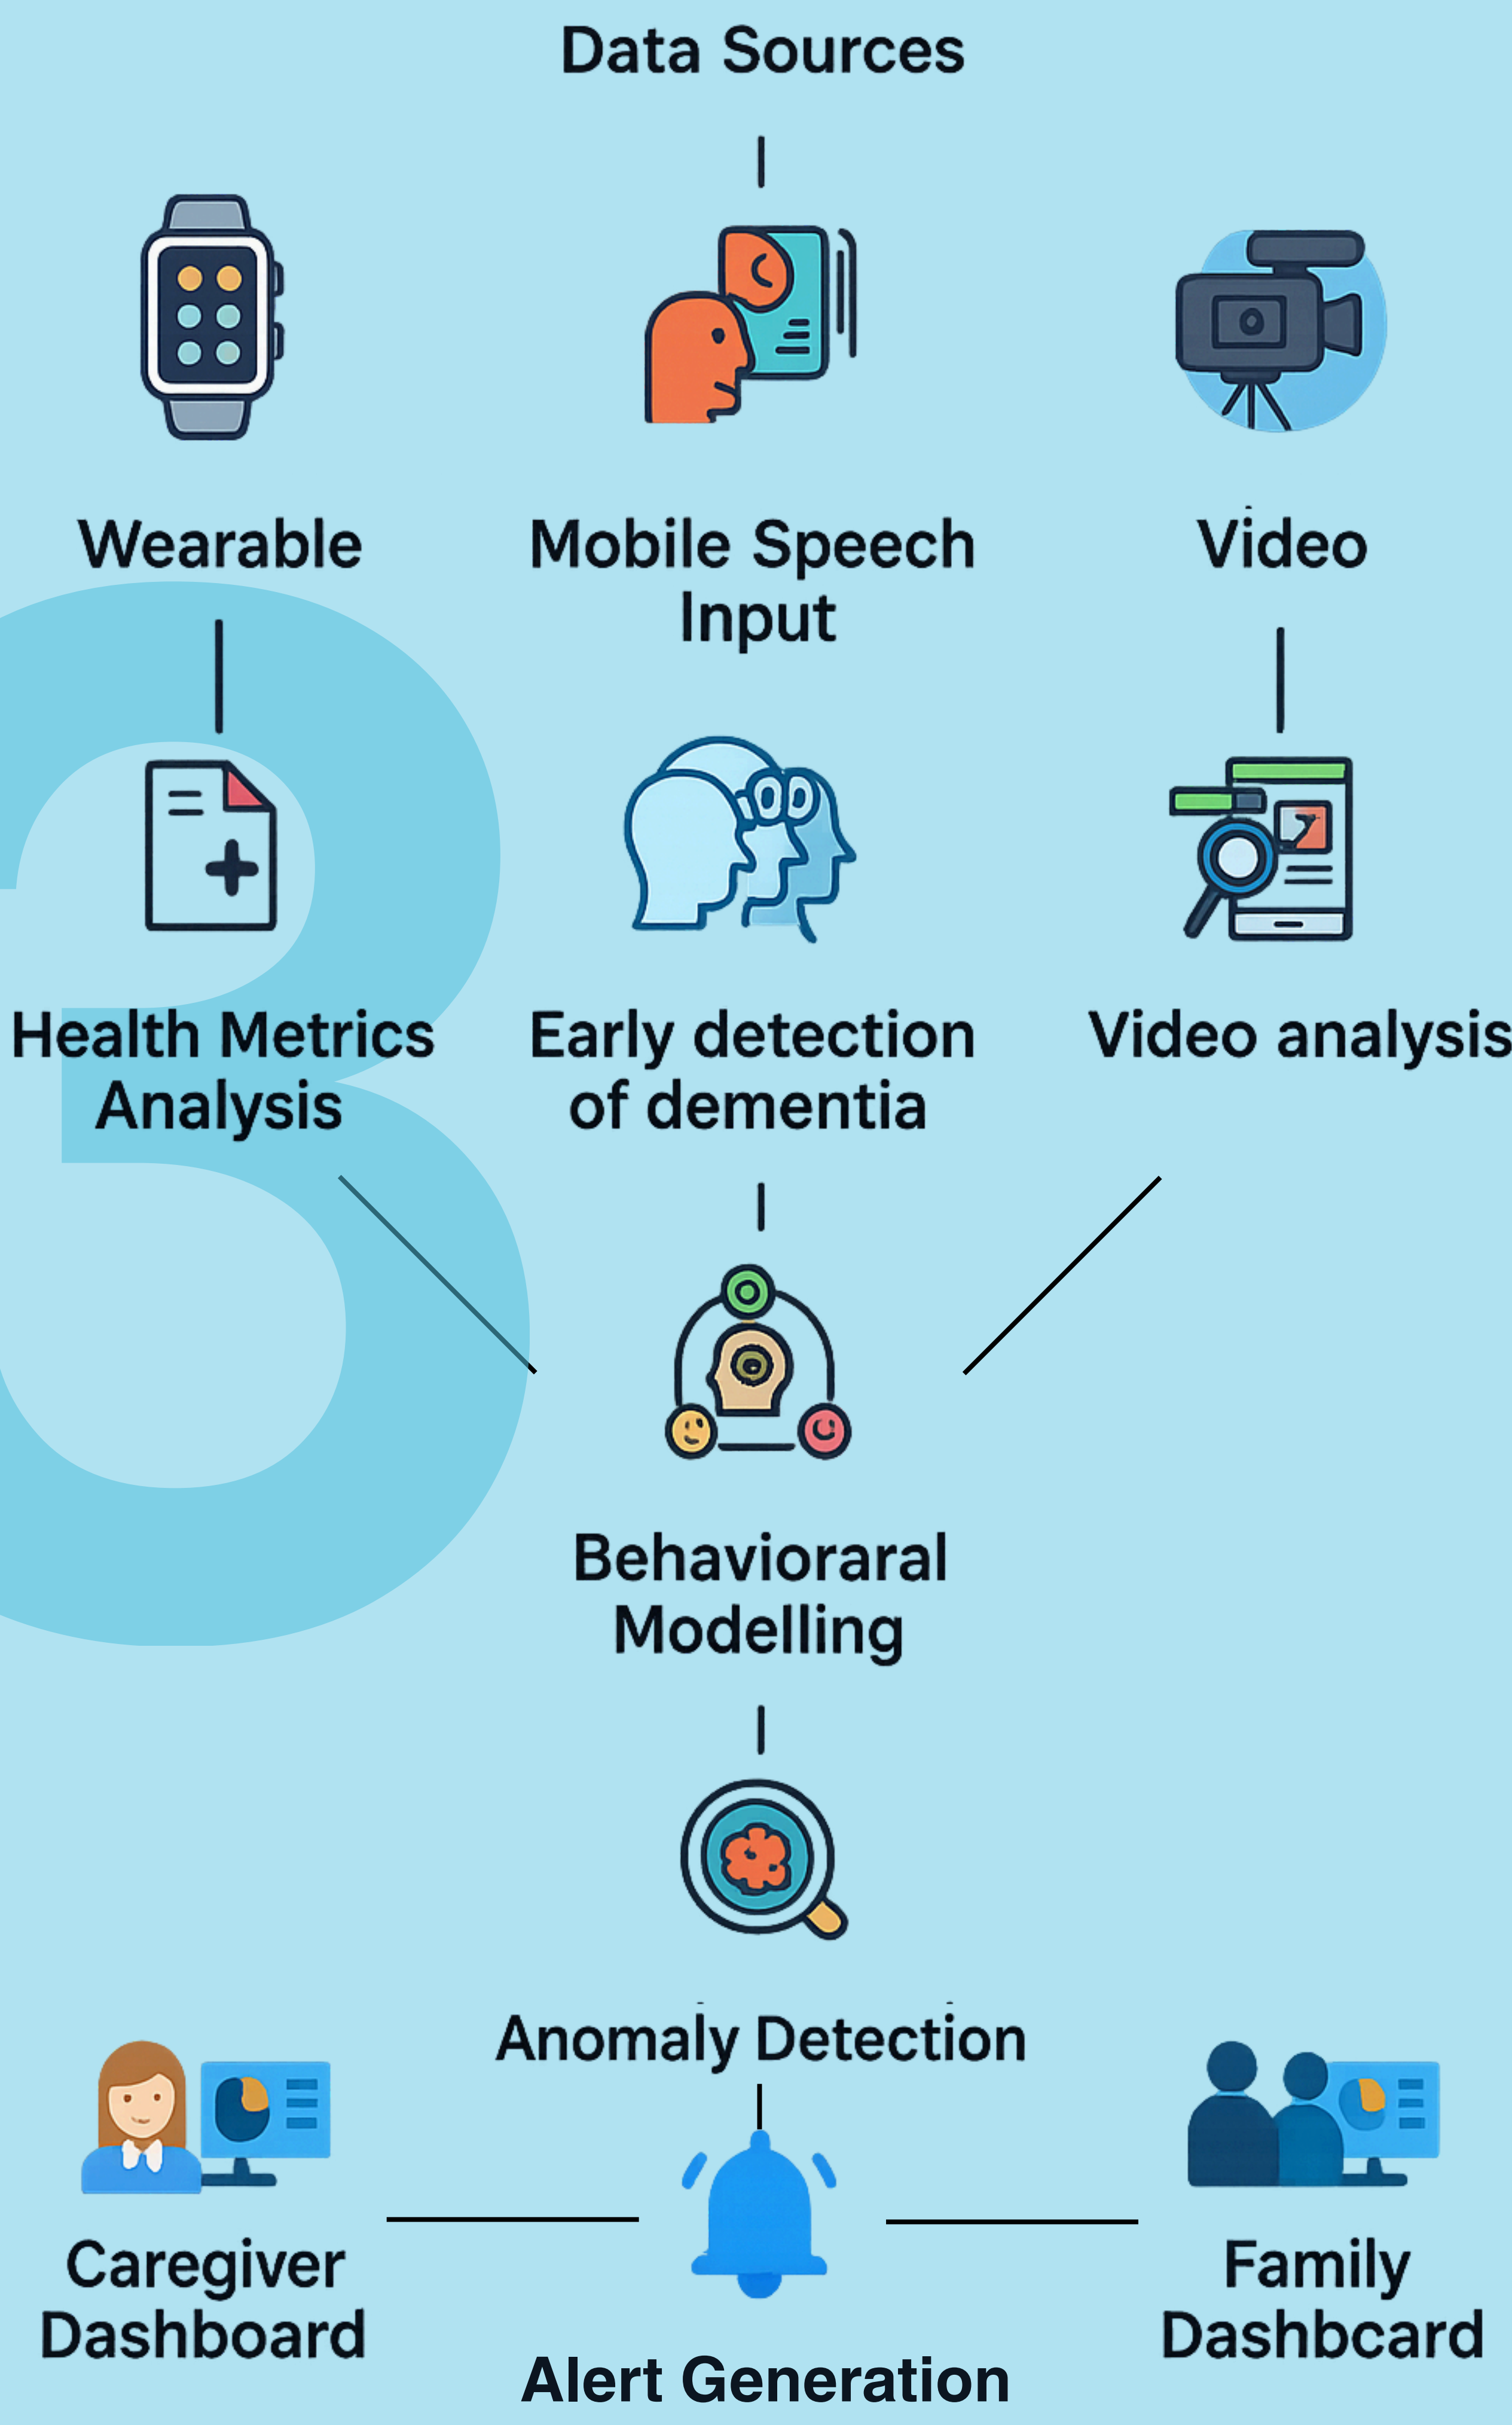 Data Sources
Wearable
Mobile Speech
Input
Video
3
Health Metrics
Analysis
Early detection
of dementia
Video analysis
Behavioraral
Modelling
Anomaly Detection
Caregiver
Dashboard
Family
Dashbcard
Alert Generation